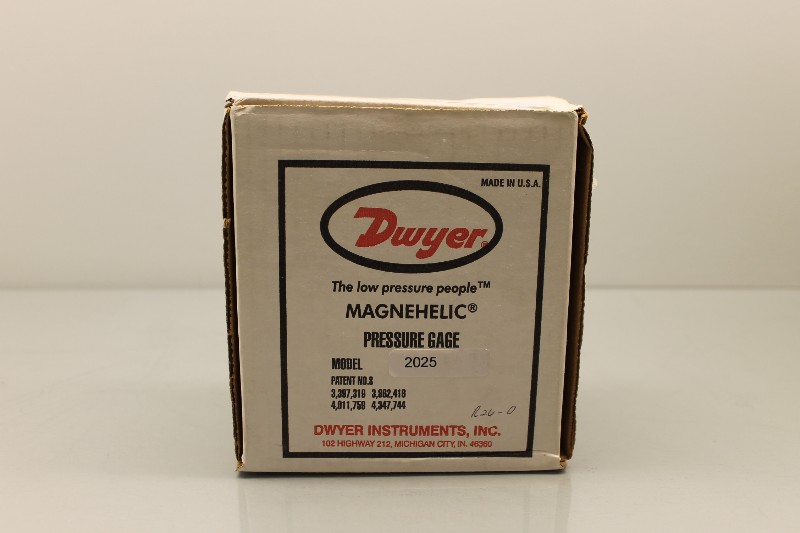 MADE IN U.S.A.
Dwyer®
The low pressure people™
MAGNEHELIC®
PRESSURE GAGE
MODEL 2025
PATENT NO.S
3,397,319 3,862,416
4,011,759 4,347,744
DWYER INSTRUMENTS, INC.
102 HIGHWAY 212, MICHIGAN CITY, IN. 46360